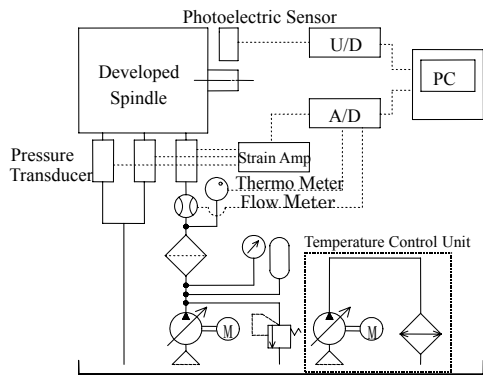 Photoelectric Sensor
U/D
Developed
Spindle
PC
A/D
Pressure
Transducer
Strain Amp
Thermo Meter
Flow Meter
Temperature Control Unit
M
M